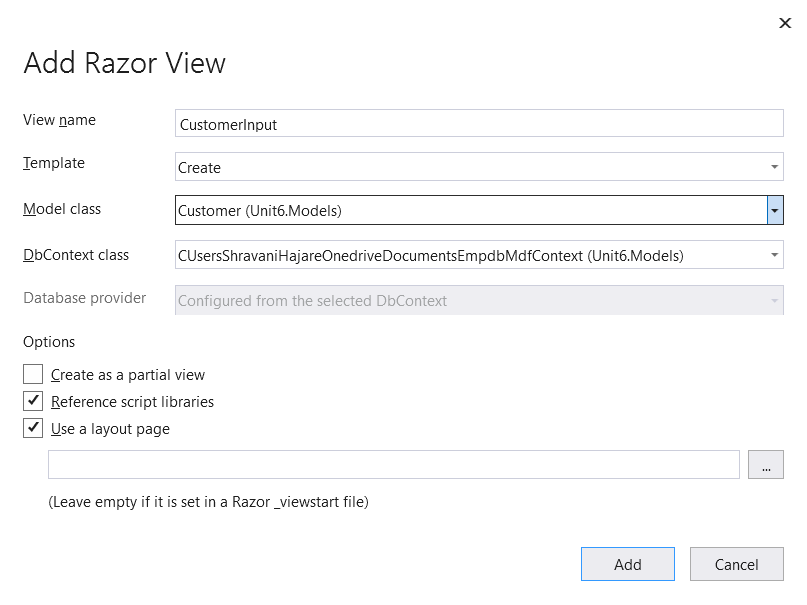 Add Razor View
View name
CustomerInput
Template
Create
Model class
Customer (Unit6.Models)
DbContext class
CUsersShravaniHajareOnedriveDocumentsEmpdbMdfContext (Unit6.Models)
Database provider
Configured from the selected DbContext
Options
Create as a partial view
Reference script libraries
Use a layout page
...
(Leave empty if it is set in a Razor _viewstart file)
Add
Cancel